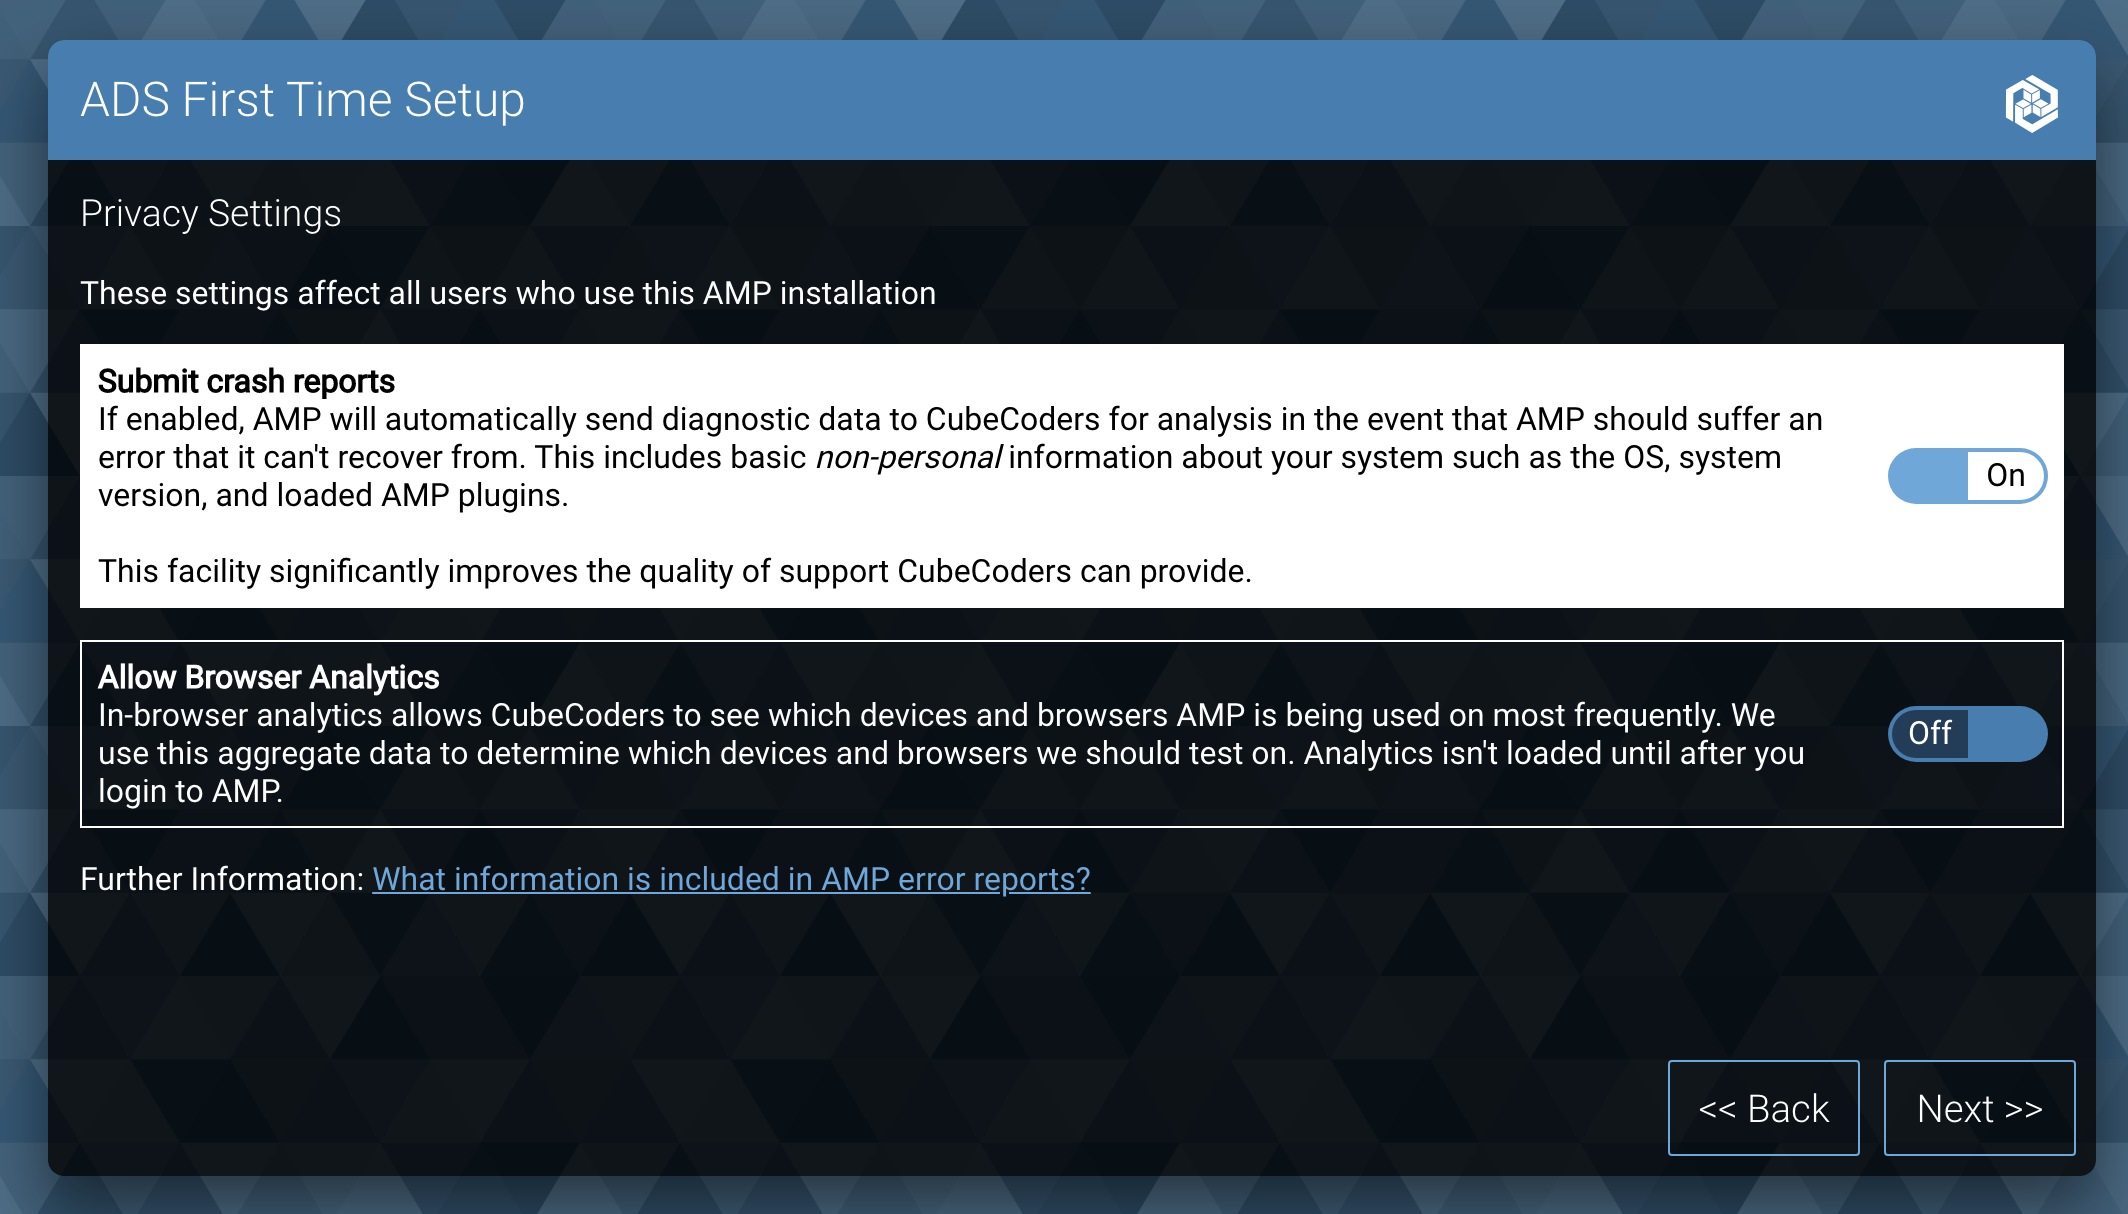 ADS First Time Setup
Privacy Settings
These settings affect all users who use this AMP installation
Submit crash reports
If enabled, AMP will automatically send diagnostic data to CubeCoders for analysis in the event that AMP should suffer an
error that it can't recover from. This includes basic non-personal information about your system such as the OS, system
version, and loaded AMP plugins.
On
This facility significantly improves the quality of support CubeCoders can provide.
Allow Browser Analytics
In-browser analytics allows CubeCoders to see which devices and browsers AMP is being used on most frequently. We
use this aggregate data to determine which devices and browsers we should test on. Analytics isn't loaded until after you
login to AMP.
Off
Further Information: What information is included in AMP error reports?
<< Back
Next >>